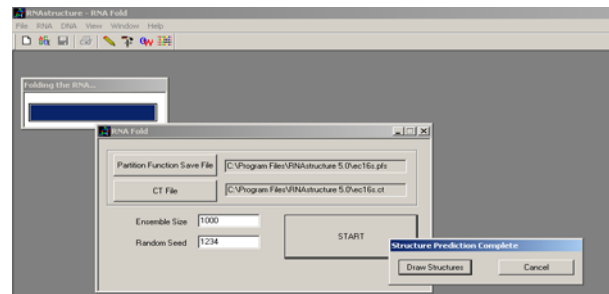 RNAstructure - RNA Fold
File RNA DNA View Window Help
Folding the RNA...
RNA Fold
Partition Function Save File C:\Program Files\RNAstructure 5.0\ec16s.pfs
CT File C:\Program Files\RNAstructure 5.0\ec16s.ct
Ensemble Size 1000
START
Random Seed 1234
Structure Prediction Complete
Draw Structures Cancel